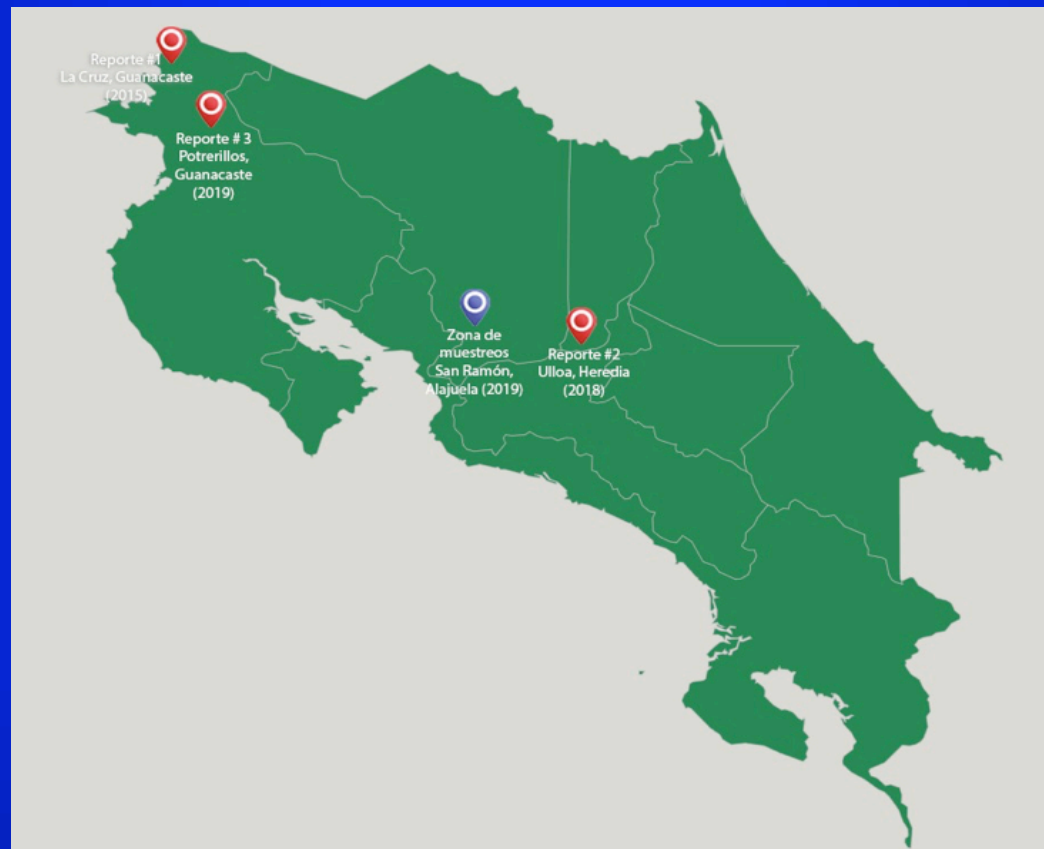 Reporte #1
La Cruz, Guanacaste
(2015)
Reporte # 3
Potrerillos,
Guanacaste
(2019)
Zona de
muestreos
San Ramón,
Alajuela (2019)
Reporte #2
Ulloa, Heredia
(2018)